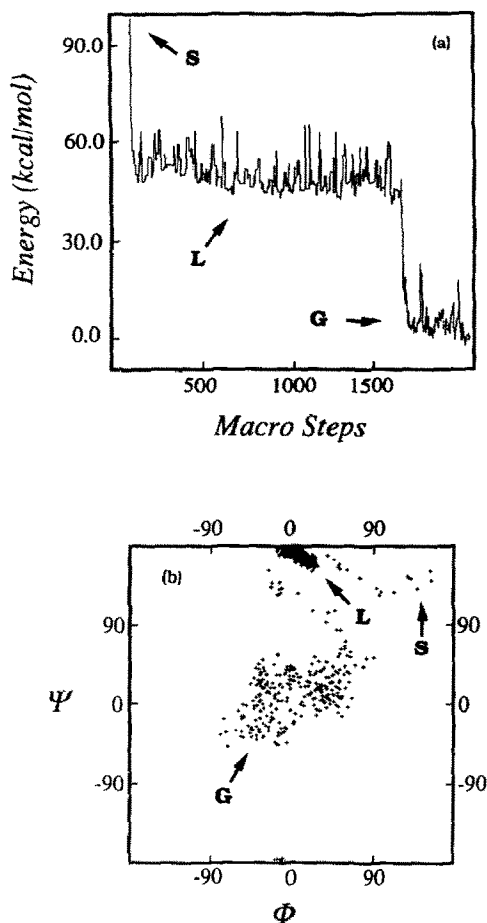 (a)
90.0
S
60.0
Energy (kcal/mol)
30.0
L
G
0.0
500 1000 1500
Macro Steps
-90 0 90
(b)
L
S
90 90
Ψ
0 0
-90 -90
G
-90 0 90
Φ